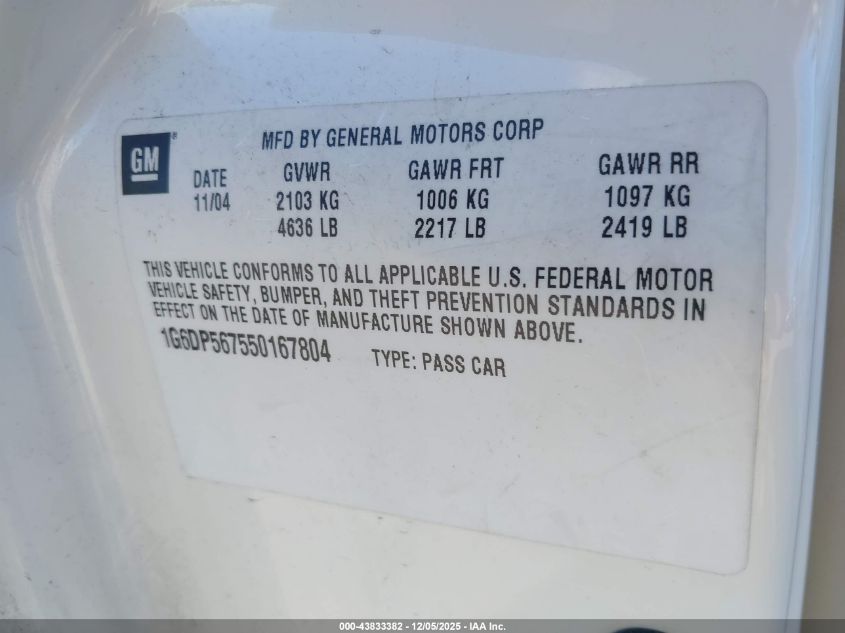 GM®
MFD BY GENERAL MOTORS CORP
DATE GVWR GAWR FRT GAWR RR
11/04 2103 KG 1006 KG 1097 KG
4636 LB 2217 LB 2419 LB
THIS VEHICLE CONFORMS TO ALL APPLICABLE U.S. FEDERAL MOTOR
VEHICLE SAFETY, BUMPER, AND THEFT PREVENTION STANDARDS IN
EFFECT ON THE DATE OF MANUFACTURE SHOWN ABOVE.
1G6DP567550167804 TYPE: PASS CAR
000-43833382 - 12/05/2025 - IAA Inc.